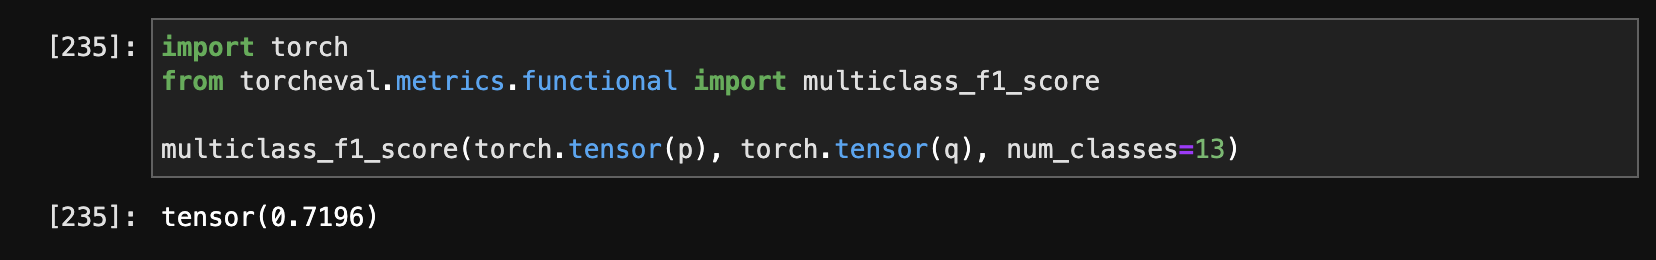 [235]: import torch
from torcheval.metrics.functional import multiclass_f1_score
multiclass_f1_score(torch.tensor(p), torch.tensor(q), num_classes=13)
[235]: tensor(0.7196)